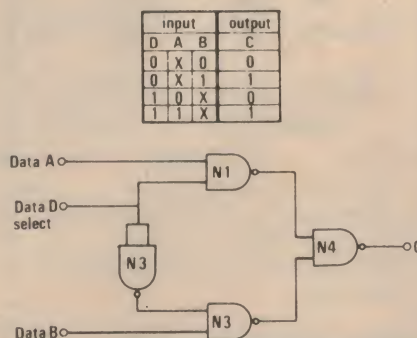 input output
D A B C
0 X 0 0
0 X 1 1
1 0 X 0
1 1 X 1
Data A
N1
Data D
select
N3
N4
N3
Data B